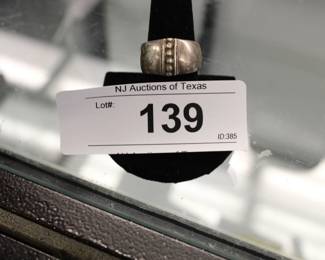 NJ Auctions of Texas
Lot#:
139
ID:385